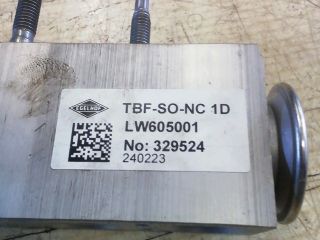 EGELHOF
TBF-SO-NC 1D
LW605001
No: 329524
240223